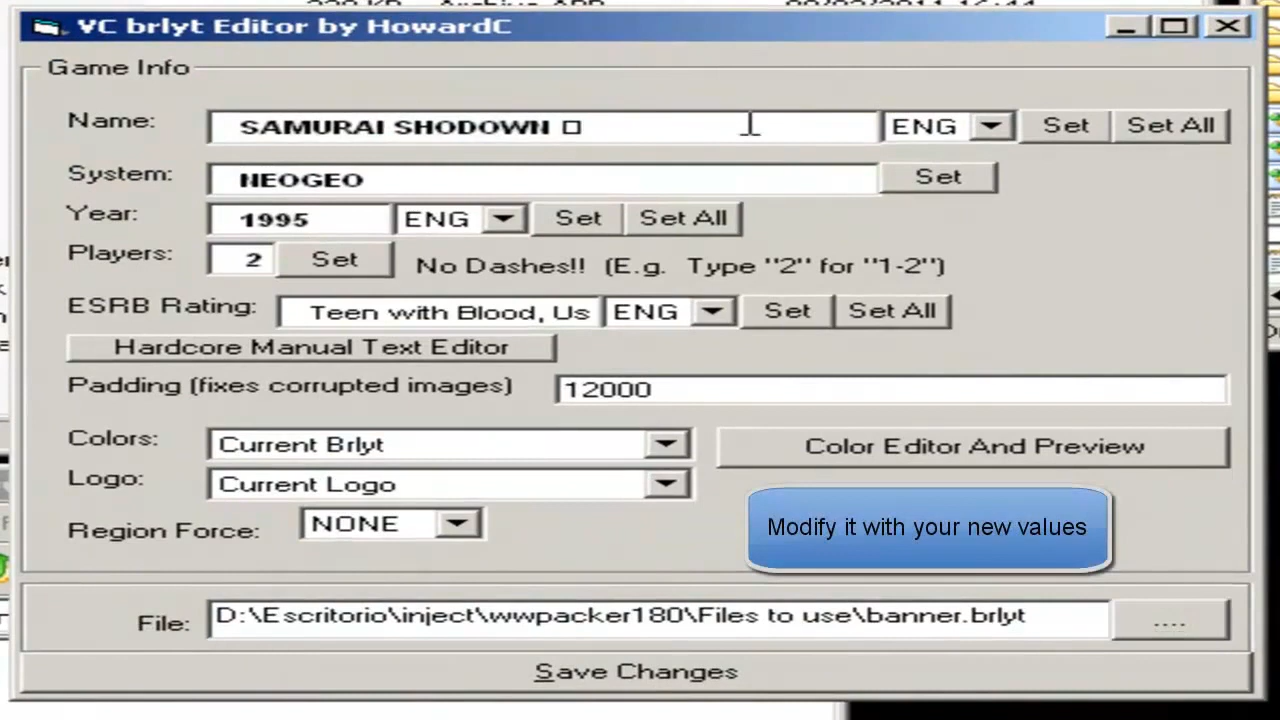 VC brlyt Editor by HowardC
Game Info
Name: SAMURAI SHODOWN □ ENG Set Set All
System: NEOGEO Set
Year: 1995 ENG Set Set All
Players: 2 Set No Dashes!! (E.g. Type "2" for "1-2")
ESRB Rating: Teen with Blood, Us ENG Set Set All
Hardcore Manual Text Editor
Padding (fixes corrupted images) 12000
Colors: Current Brlyt Color Editor And Preview
Logo: Current Logo
Region Force: NONE
Modify it with your new values
File: D:\Escritorio\inject\wwpacker180\Files to use\banner.brlyt ....
Save Changes